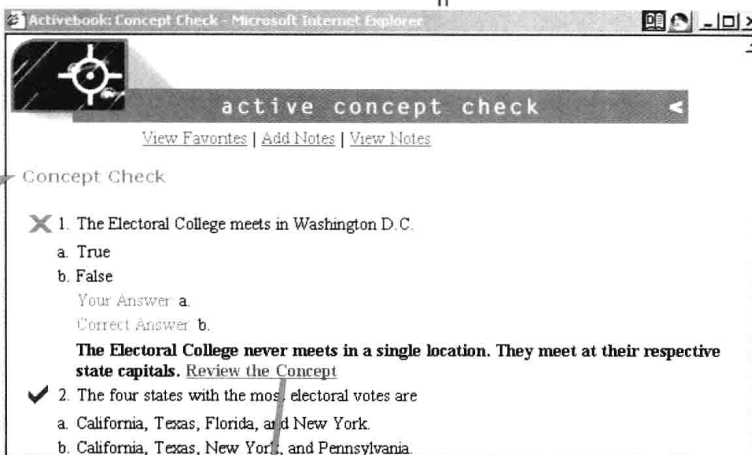 Activebook: Concept Check - Microsoft Internet Explorer
active concept check
View Favorites | Add Notes | View Notes
Concept Check
1. The Electoral College meets in Washington D.C.
a. True
b. False
Your Answer a.
Correct Answer b.
The Electoral College never meets in a single location. They meet at their respective
state capitals. Review the Concept
2. The four states with the most electoral votes are
a. California, Texas, Florida, and New York.
b. California, Texas, New York, and Pennsylvania.